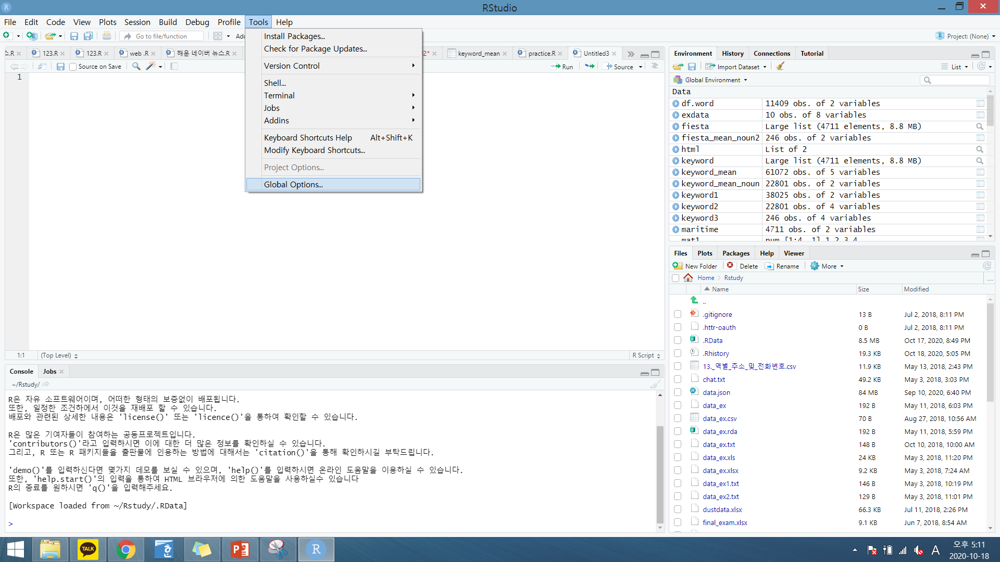 RStudio
File Edit Code View Plots Session Build Debug Profile Tools Help
Go to file/function
Project: (None)
Install Packages...
Check for Package Updates...
Version Control
Shell...
Terminal
Jobs
Addins
Keyboard Shortcuts Help Alt+Shift+K
Modify Keyboard Shortcuts...
Project Options...
Global Options...
123.R 123.R web .R 해운 네이버 뉴스.R keyword_mean practice.R Untitled3
Source on Save Run Source
1
1:1 (Top Level) R Script
Console Jobs
~/Rstudy/
R은 자유 소프트웨어이며, 어떠한 형태의 보증없이 배포됩니다.
또한, 일정한 조건하에서 이것을 재배포 할 수 있습니다.
배포와 관련된 상세한 내용은 'license()' 또는 'licence()'을 통하여 확인할 수 있습니다.
R은 많은 기여자들이 참여하는 공동프로젝트입니다.
'contributors()'라고 입력하시면 이에 대한 더 많은 정보를 확인하실 수 있습니다.
그리고, R 또는 R 패키지들을 출판물에 인용하는 방법에 대해서는 'citation()'을 통해 확인하시길 부탁드립니다.
'demo()'를 입력하신다면 몇가지 데모를 보실 수 있으며, 'help()'를 입력하시면 온라인 도움말을 이용하실 수 있습니다.
또한, 'help.start()'의 입력을 통하여 HTML 브라우저에 의한 도움말을 사용하실수 있습니다
R의 종료를 원하시면 'q()'을 입력해주세요.
[Workspace loaded from ~/Rstudy/.RData]
>
Environment History Connections Tutorial
Import Dataset List
Global Environment
Data
df.word 11409 obs. of 2 variables
exdata 10 obs. of 8 variables
fiesta Large list (4711 elements, 8.8 MB)
fiesta_mean_noun2 246 obs. of 2 variables
html List of 2
keyword Large list (4711 elements, 8.8 MB)
keyword_mean 61072 obs. of 5 variables
keyword_mean_noun 22801 obs. of 2 variables
keyword1 38025 obs. of 2 variables
keyword2 22801 obs. of 4 variables
keyword3 246 obs. of 4 variables
maritime 4711 obs. of 2 variables
mat1 num [1:4, 1] 1 2 3 4
Files Plots Packages Help Viewer
New Folder Delete Rename More
Home Rstudy ...
Name Size Modified
..
.gitignore 13 B Jul 2, 2018, 8:11 PM
.httr-oauth 0 B Jul 2, 2018, 8:11 PM
.RData 8.5 MB Oct 17, 2020, 8:49 PM
.Rhistory 19.3 KB Oct 18, 2020, 5:05 PM
13._역별_주소_및_전화번호.csv 11.9 KB May 13, 2018, 2:43 PM
chat.txt 49.2 KB May 3, 2018, 3:03 PM
data.json 84 MB Sep 10, 2020, 6:40 PM
data_ex 192 B May 11, 2018, 6:03 PM
data_ex.csv 70 B Aug 27, 2018, 10:56 AM
data_ex.rda 192 B May 11, 2018, 5:59 PM
data_ex.txt 148 B Oct 10, 2018, 10:00 AM
data_ex.xls 24 KB May 3, 2018, 11:20 PM
data_ex.xlsx 9.2 KB May 3, 2018, 7:24 AM
data_ex1.txt 146 B May 3, 2018, 10:19 PM
data_ex2.txt 129 B May 3, 2018, 11:01 PM
dustdata.xlsx 66.3 KB Jul 11, 2018, 2:26 PM
final_exam.xlsx 9.1 KB Jun 7, 2018, 8:54 AM
TALK
A 오후 5:11
2020-10-18